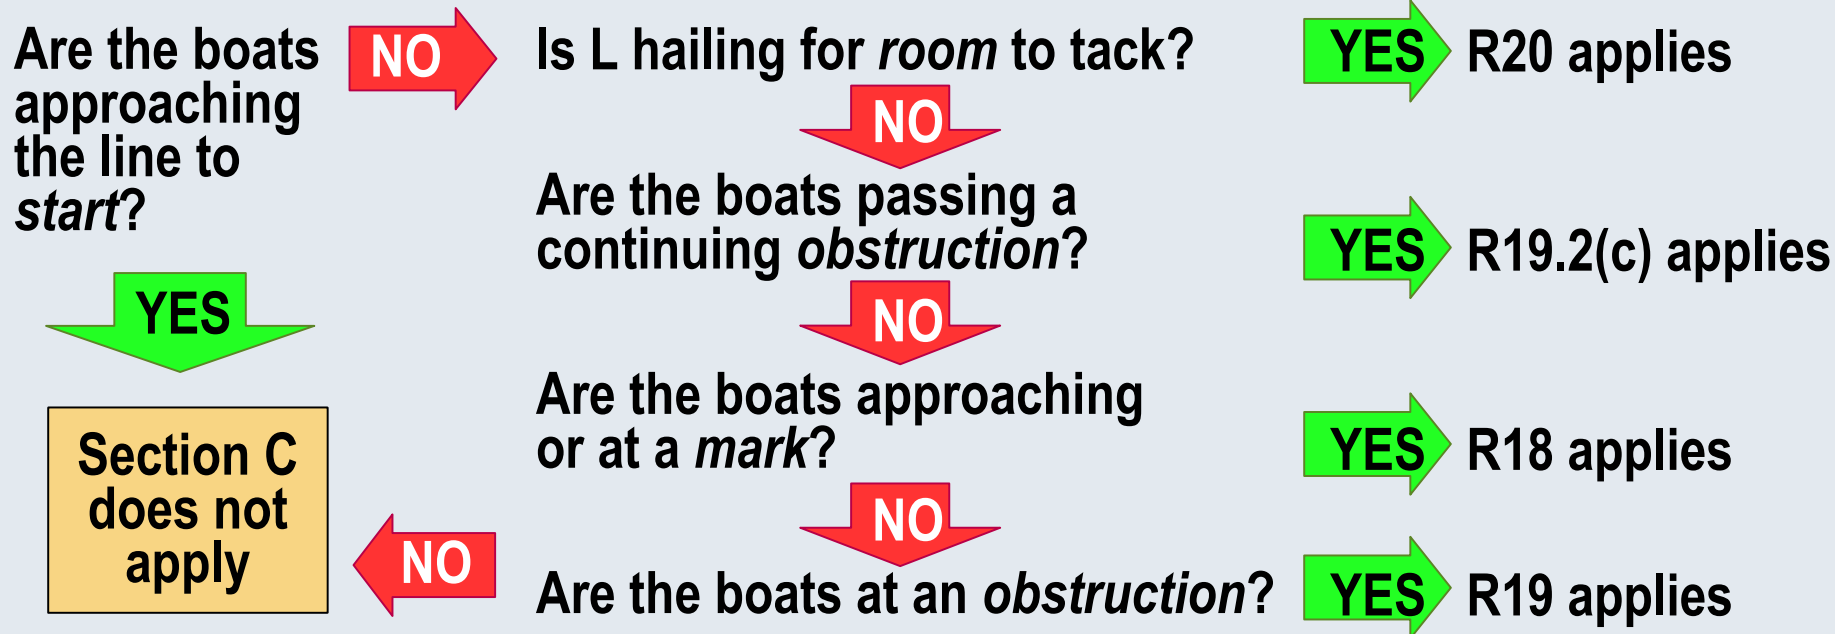 Are the boats
approaching
the line to
start?
NO
Is L hailing for room to tack?
YES
R20 applies
NO
Are the boats passing a
continuing obstruction?
YES
R19.2(c) applies
NO
Are the boats approaching
or at a mark?
YES
R18 applies
NO
Are the boats at an obstruction?
YES
R19 applies
NO
YES
Section C
does not
apply